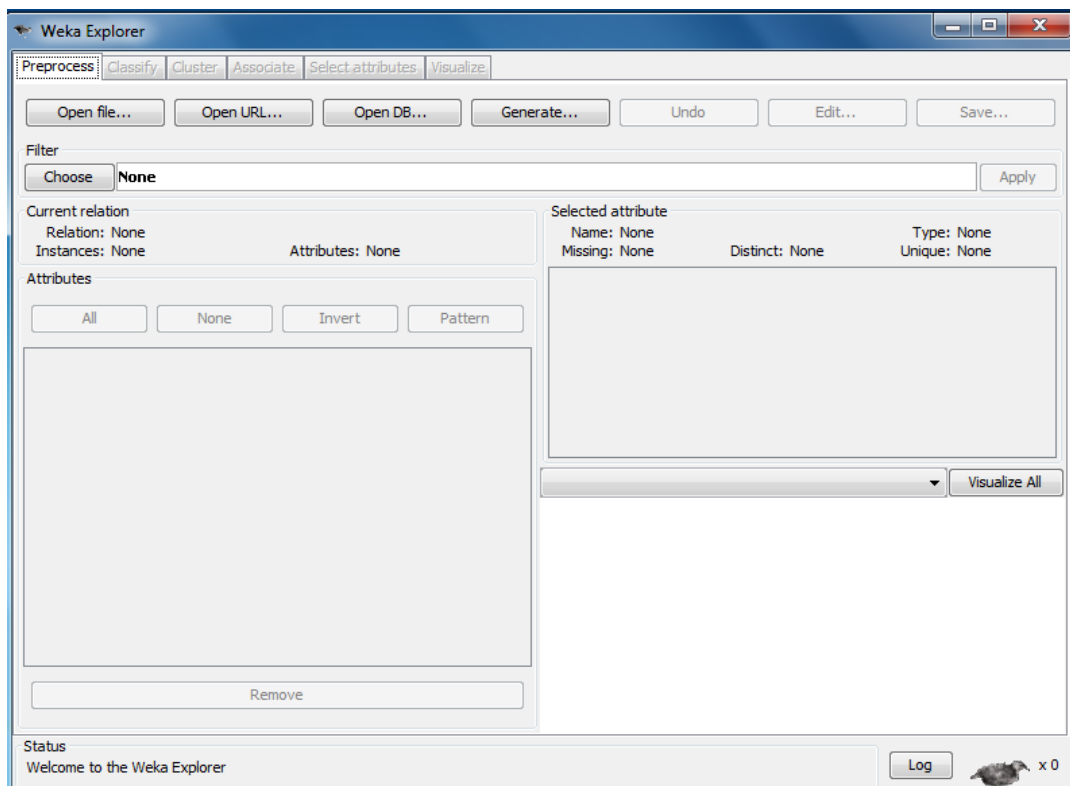 Weka Explorer
Preprocess Classify Cluster Associate Select attributes Visualize
Open file... Open URL... Open DB... Generate... Undo Edit... Save...
Filter
Choose None Apply
Current relation
Relation: None
Instances: None Attributes: None
Selected attribute
Name: None Type: None
Missing: None Distinct: None Unique: None
Attributes
All None Invert Pattern
Visualize All
Remove
Status
Welcome to the Weka Explorer
Log x 0